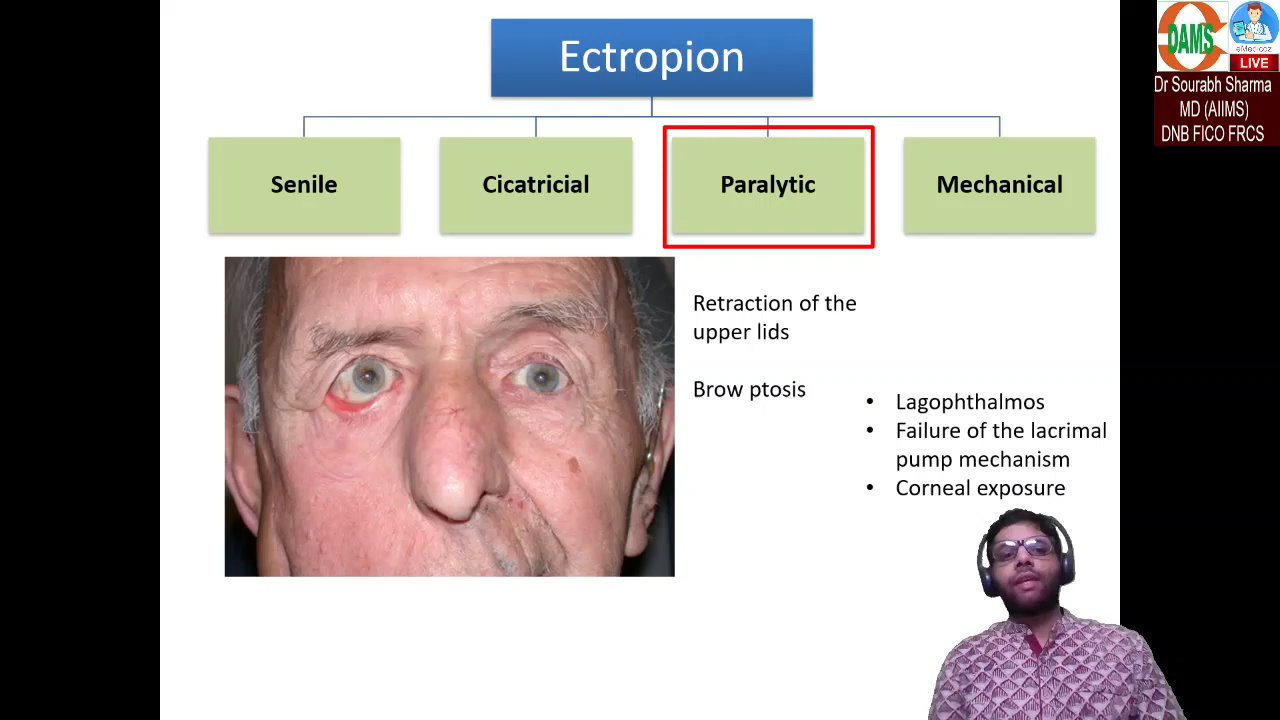 Ectropion
Senile
Cicatricial
Paralytic
Mechanical
Retraction of the
upper lids
Brow ptosis
• Lagophthalmos
• Failure of the lacrimal
pump mechanism
• Corneal exposure
DAMS
eMedicoz
LIVE
Dr Sourabh Sharma
MD (AIIMS)
DNB FICO FRCS